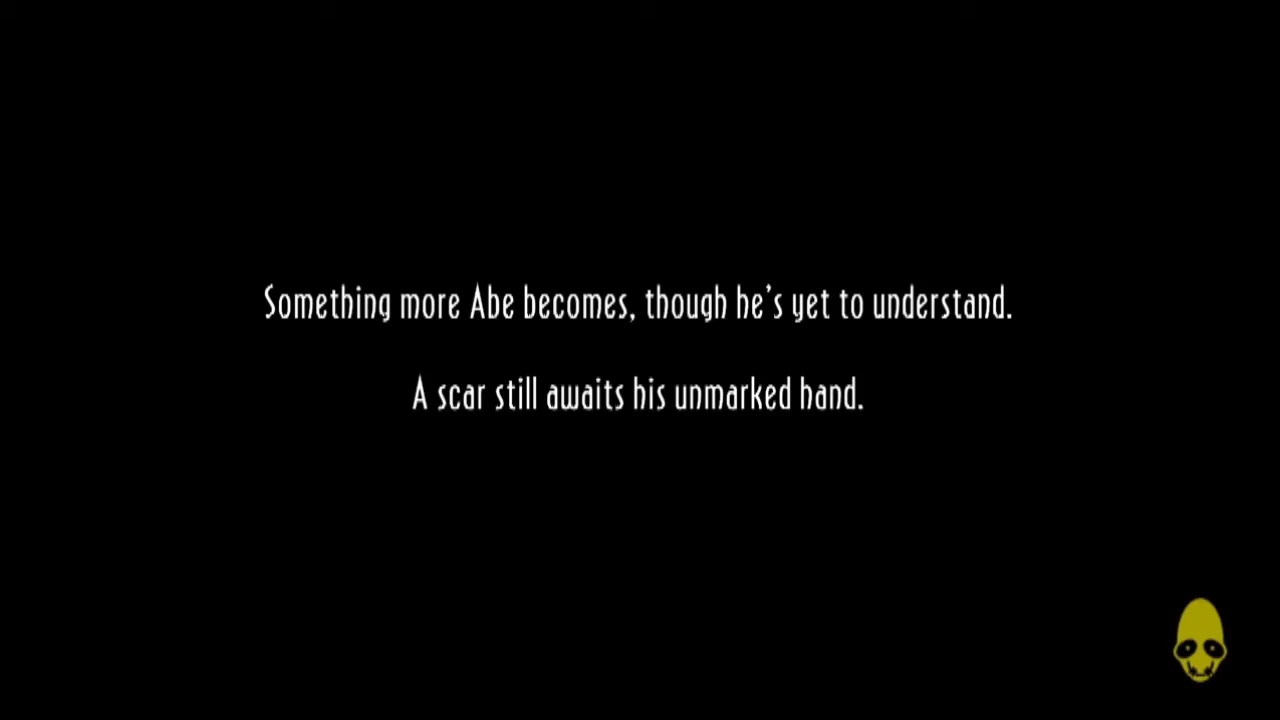 Something more Abe becomes, though he's yet to understand.
A scar still awaits his unmarked hand.